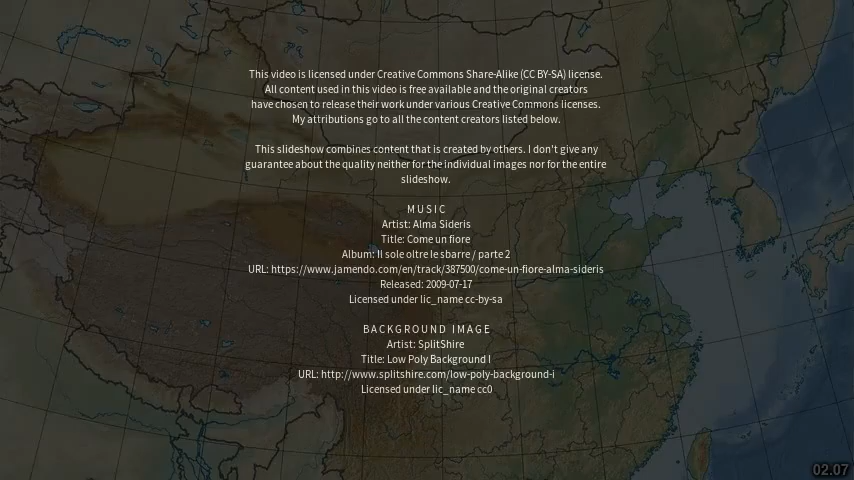 This video is licensed under Creative Commons Share-Alike (CC BY-SA) license.
All content used in this video is free available and the original creators
have chosen to release their work under various Creative Commons licenses.
My attributions go to all the content creators listed below.
This slideshow combines content that is created by others. I don't give any
guarantee about the quality neither for the individual images nor for the entire
slideshow.
MUSIC
Artist: Alma Sideris
Title: Come un fiore
Album: Il sole oltre le sbarre / parte 2
URL: https://www.jamendo.com/en/track/387500/come-un-fiore-alma-sideris
Released: 2009-07-17
Licensed under lic_name cc-by-sa
BACKGROUND IMAGE
Artist: SplitShire
Title: Low Poly Background I
URL: http://www.splitshire.com/low-poly-background-i
Licensed under lic_name cc0
02.07